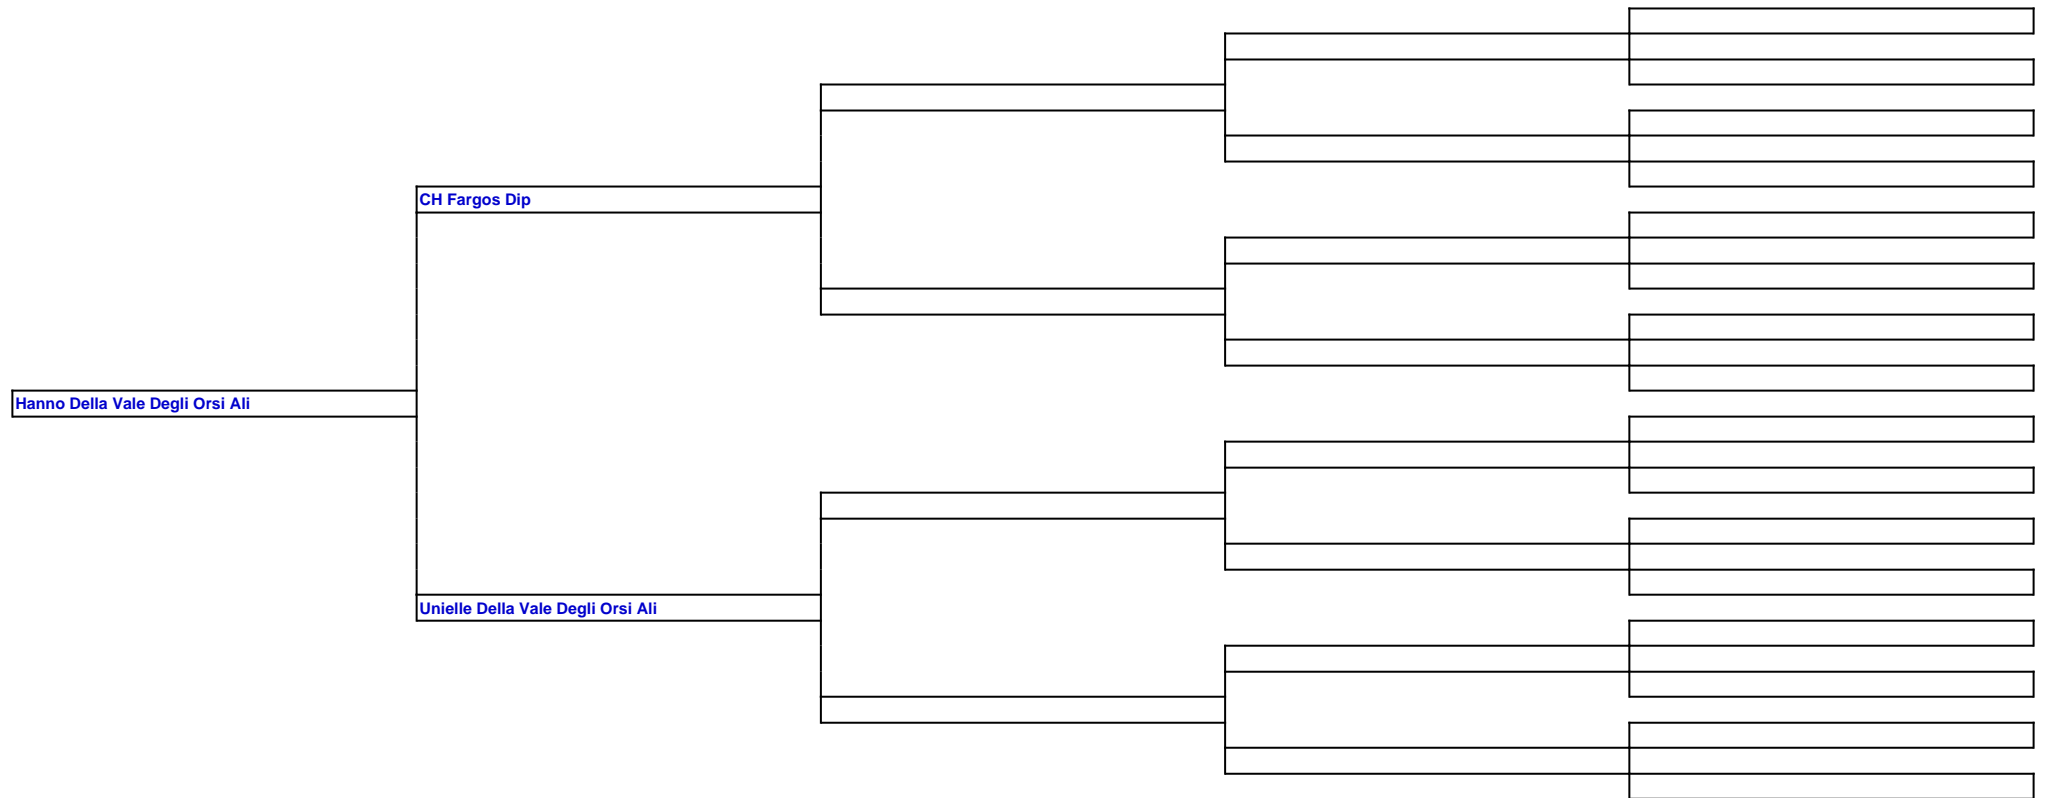 CH Fargos Dip
Hanno Della Vale Degli Orsi Ali
Unielle Della Vale Degli Orsi Ali